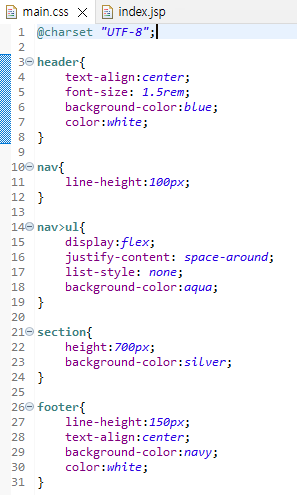 main.css index.jsp
1 @charset "UTF-8";
2
3 header{
4 text-align:center;
5 font-size: 1.5rem;
6 background-color:blue;
7 color:white;
8 }
9
10 nav{
11 line-height:100px;
12 }
13
14 nav>ul{
15 display:flex;
16 justify-content: space-around;
17 list-style: none;
18 background-color:aqua;
19 }
20
21 section{
22 height:700px;
23 background-color:silver;
24 }
25
26 footer{
27 line-height:150px;
28 text-align:center;
29 background-color:navy;
30 color:white;
31 }